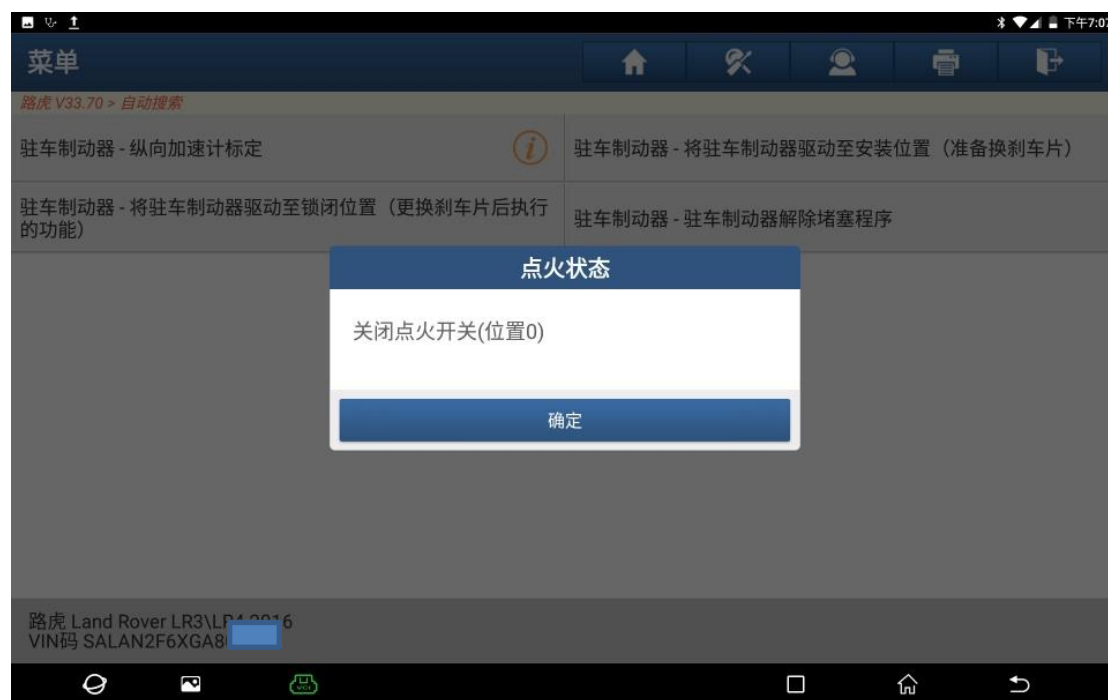 下午7:07
菜单
路虎 V33.70 > 自动搜索
驻车制动器 - 纵向加速计标定
驻车制动器 - 将驻车制动器驱动至安装位置（准备换刹车片）
驻车制动器 - 将驻车制动器驱动至锁闭位置（更换刹车片后执行
的功能）
驻车制动器 - 驻车制动器解除堵塞程序
点火状态
关闭点火开关(位置0)
确定
路虎 Land Rover LR3\LR4 2016
VIN码 SALAN2F6XGA8
VCI